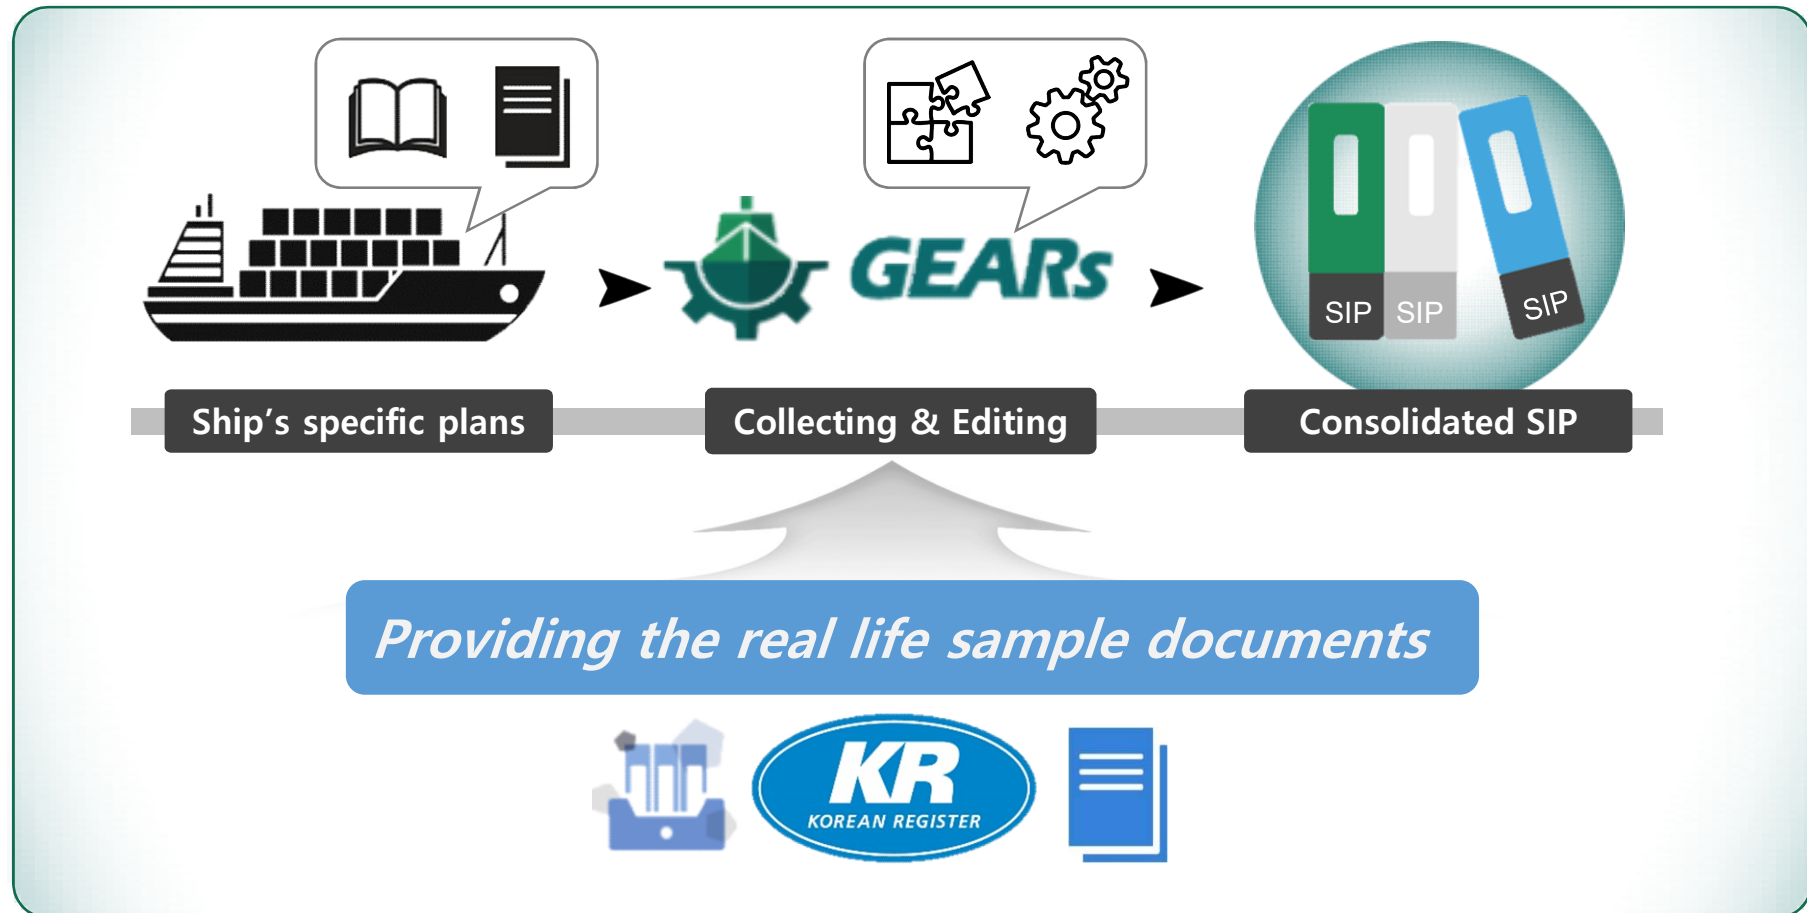 GEARs
SIP
SIP
SIP
Ship's specific plans
Collecting & Editing
Consolidated SIP
Providing the real life sample documents
KR
KOREAN REGISTER